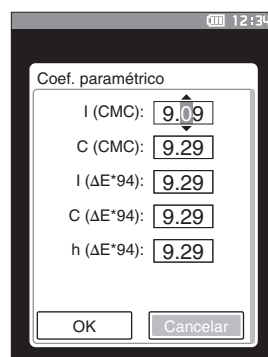 12:34
Coef. paramétrico
l (CMC): 9.09
C (CMC): 9.29
l (ΔE*94): 9.29
C (ΔE*94): 9.29
h (ΔE*94): 9.29
OK Cancelar